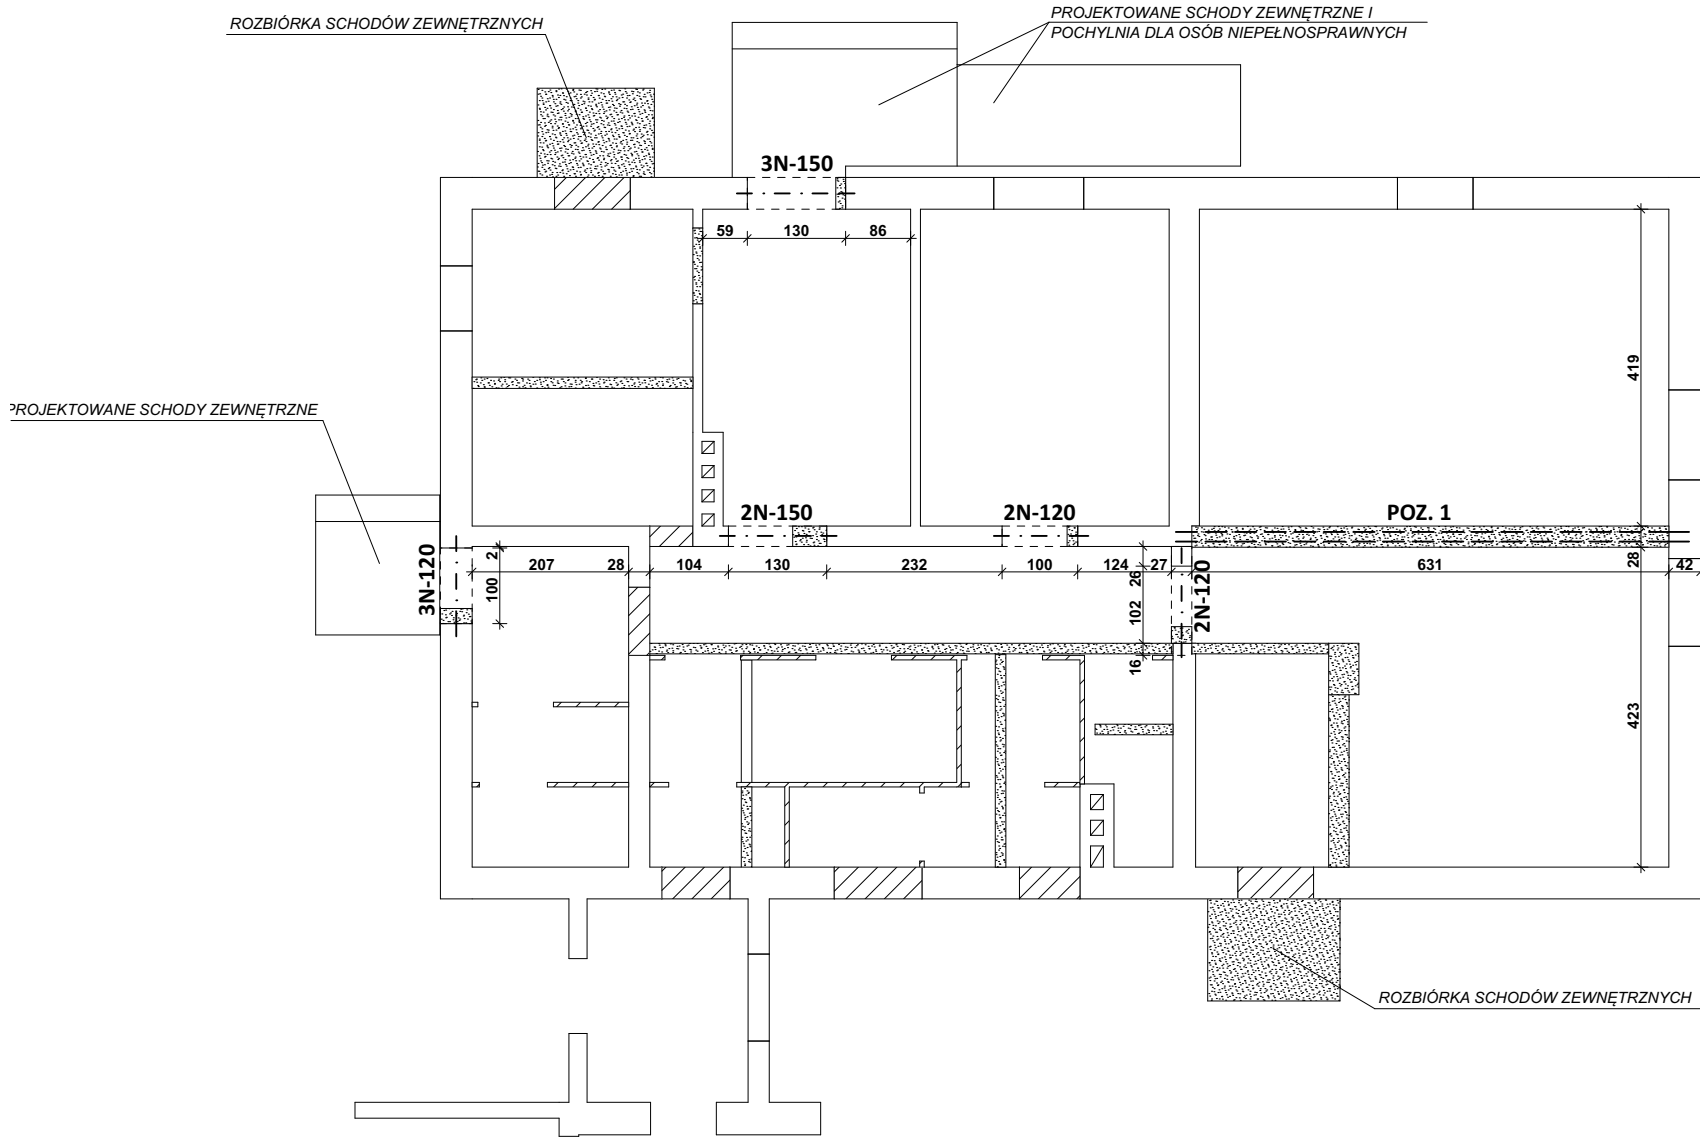 ROZBIÓRKA SCHODÓW ZEWNĘTRZNYCH
PROJEKTOWANE SCHODY ZEWNĘTRZNE I
POCHYLNIA DLA OSÓB NIEPEŁNOSPRAWNYCH
3N-150
59 130 86
419
PROJEKTOWANE SCHODY ZEWNĘTRZNE
2N-150
2N-120
POZ. 1
3N-120
2
100
207 28 104 130 232 100 124 27 631 42
26
102
16
2N-120
28
423
ROZBIÓRKA SCHODÓW ZEWNĘTRZNYCH